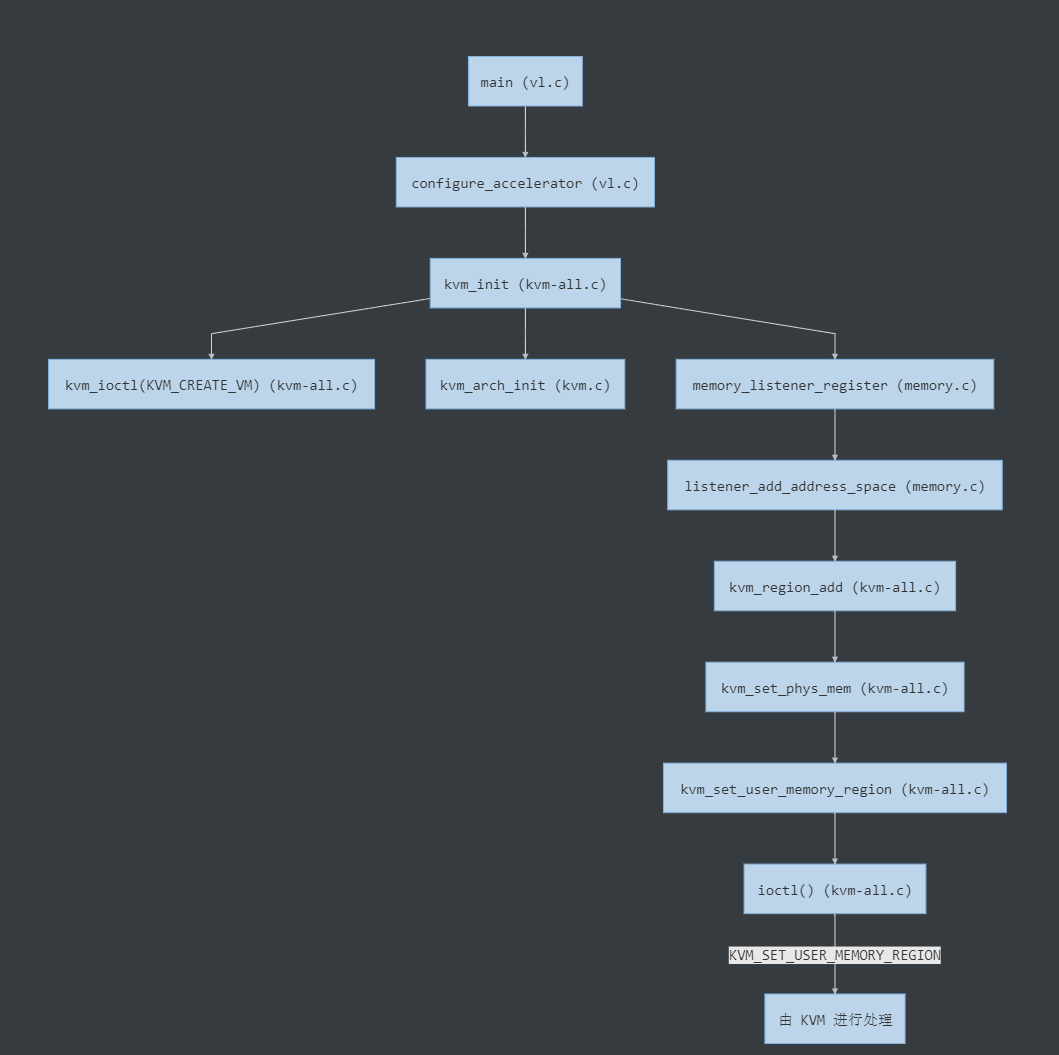 main (vl.c)
configure_accelerator (vl.c)
kvm_init (kvm-all.c)
kvm_ioctl(KVM_CREATE_VM) (kvm-all.c)
kvm_arch_init (kvm.c)
memory_listener_register (memory.c)
listener_add_address_space (memory.c)
kvm_region_add (kvm-all.c)
kvm_set_phys_mem (kvm-all.c)
kvm_set_user_memory_region (kvm-all.c)
ioctl() (kvm-all.c)
KVM_SET_USER_MEMORY_REGION
由 KVM 进行处理